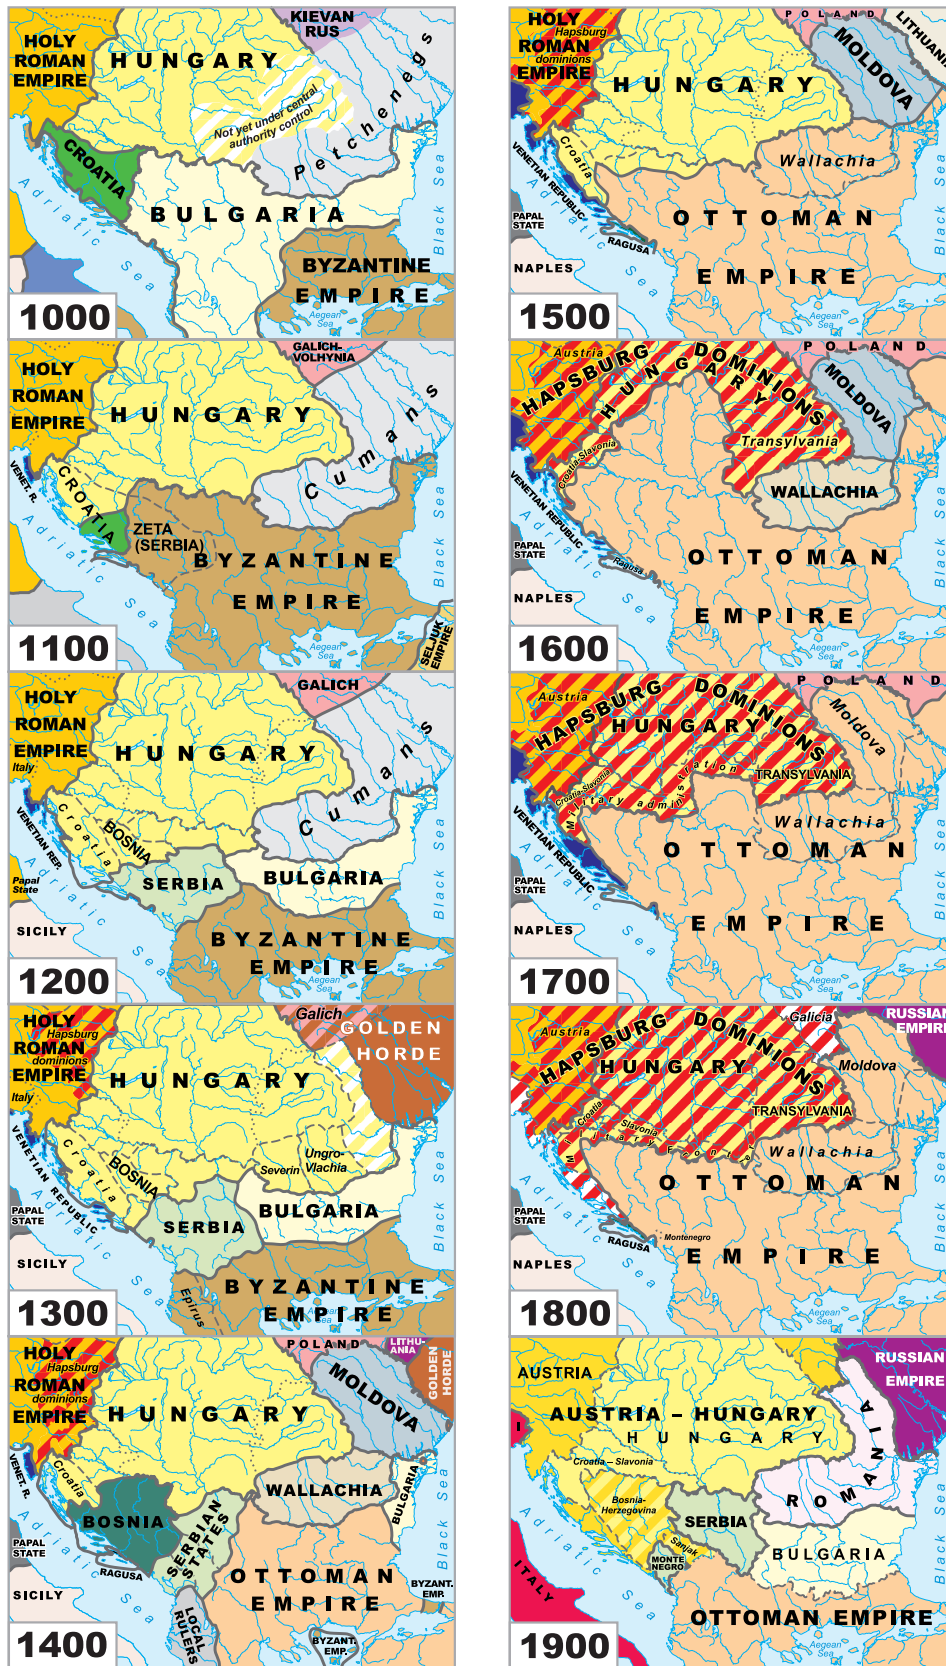 KIEVAN
RUS
HOLY
ROMAN
EMPIRE
HUNGARY
Petchenegs
Not yet under central
authority control
CROATIA
BULGARIA
BYZANTINE
EMPIRE
Adriatic Sea
Black Sea
Aegean
Sea
1000
GALICH-
VOLHYNIA
HOLY
ROMAN
EMPIRE
HUNGARY
Cumans
VENET. R.
CROATIA
ZETA
(SERBIA)
BYZANTINE
EMPIRE
Adriatic Sea
Black Sea
Aegean
Sea
SELJUK
EMPIRE
1100
GALICH
HOLY
ROMAN
EMPIRE
Italy
HUNGARY
Cumans
VENETIAN REP.
Croatia
BOSNIA
SERBIA
BULGARIA
Papal
State
SICILY
BYZANTINE
EMPIRE
Adriatic Sea
Black Sea
Aegean
Sea
1200
Galich
GOLDEN
HORDE
HOLY
Hapsburg
ROMAN
dominions
EMPIRE
Italy
HUNGARY
VENETIAN REPUBLIC
Croatia
BOSNIA
Ungro-
Vlachia
Severin
SERBIA
BULGARIA
PAPAL
STATE
SICILY
Epirus
BYZANTINE
EMPIRE
Adriatic Sea
Black Sea
Aegean
Sea
1300
POLAND
LITHU-
ANIA
GOLDEN
HORDE
HOLY
Hapsburg
ROMAN
dominions
EMPIRE
HUNGARY
MOLDOVA
VENET. R.
Croatia
BOSNIA
WALLACHIA
BULGARIA
SERBIAN
STATES
PAPAL
STATE
RAGUSA
SICILY
OTTOMAN
EMPIRE
BYZANT.
EMP.
LOCAL
RULERS
BYZANT.
EMP.
Adriatic Sea
Black Sea
1400
POLAND
LITHUANIA
Hapsburg
HOLY
ROMAN
dominions
EMPIRE
HUNGARY
MOLDOVA
VENETIAN REPUBLIC
Croatia
Wallachia
PAPAL
STATE
RAGUSA
NAPLES
OTTOMAN
EMPIRE
Adriatic Sea
Black Sea
Aegean
Sea
1500
POLAND
Austria
HAPSBURG DOMINIONS
HUNGARY
MOLDOVA
Transylvania
Croatia-Slavonia
WALLACHIA
VENETIAN REPUBLIC
PAPAL
STATE
Ragusa
NAPLES
OTTOMAN
EMPIRE
Adriatic Sea
Black Sea
Aegean
Sea
1600
POLAND
Austria
HAPSBURG DOMINIONS
HUNGARY
Moldova
TRANSYLVANIA
Croatia-Slavonia
Military administration
Wallachia
VENETIAN REPUBLIC
PAPAL
STATE
NAPLES
OTTOMAN
EMPIRE
Adriatic Sea
Black Sea
Aegean
Sea
1700
RUSSIAN
EMPIRE
Galicia
Austria
HAPSBURG DOMINIONS
HUNGARY
Moldova
TRANSYLVANIA
Croatia
Slavonia
Military Frontier
Wallachia
PAPAL
STATE
RAGUSA
Montenegro
NAPLES
OTTOMAN
EMPIRE
Adriatic Sea
Black Sea
Aegean
Sea
1800
RUSSIAN
EMPIRE
AUSTRIA
AUSTRIA – HUNGARY
HUNGARY
I
Croatia – Slavonia
ROMANIA
Bosnia-
Herzegovina
SERBIA
Sanjak
MONTE
NEGRO
BULGARIA
ITALY
OTTOMAN EMPIRE
Adriatic Sea
Black Sea
Aegean
Sea
1900